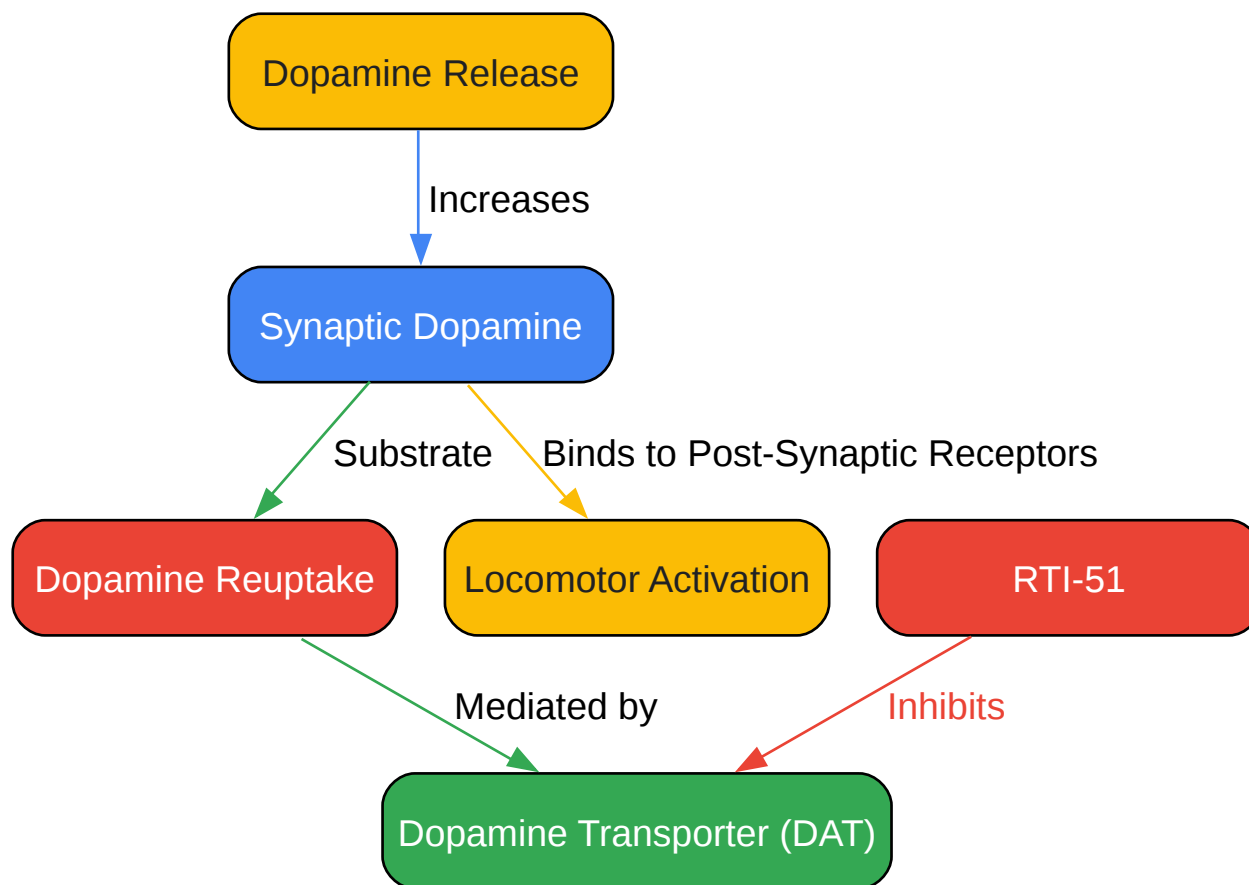 Dopamine Release
Increases
Synaptic Dopamine
Substrate
Binds to Post-Synaptic Receptors
Dopamine Reuptake
Locomotor Activation
RTI-51
Mediated by
Inhibits
Dopamine Transporter (DAT)